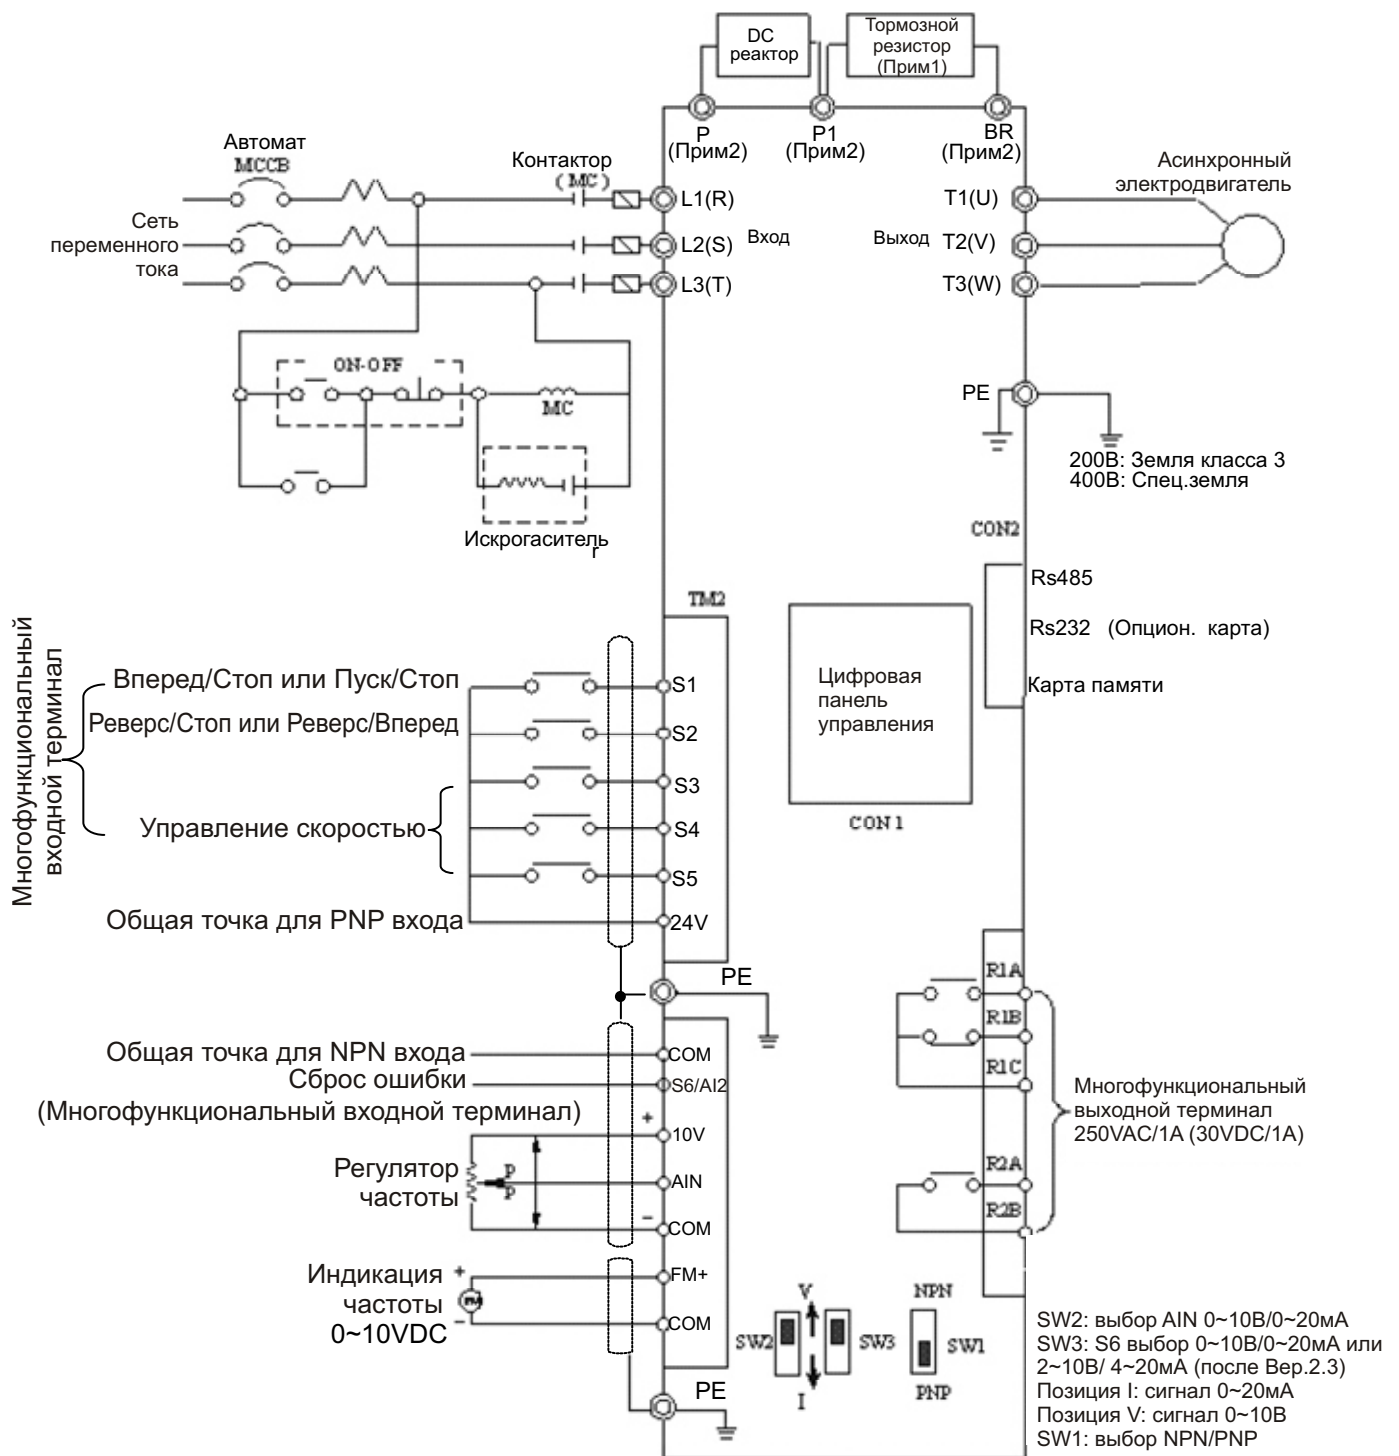 DC
реактор
Тормозной
резистор
(Прим1)
P
(Прим2)
P1
(Прим2)
BR
(Прим2)
Автомат
MCCB
Контактор
(MC)
Асинхронный
электродвигатель
L1(R)
T1(U)
Сеть
переменного
тока
L2(S)
Вход
Выход
T2(V)
L3(T)
T3(W)
ON-OFF
MC
PE
200В: Земля класса 3
400В: Спец.земля
Искрогаситель
r
CON2
Rs485
Rs232 (Опцион. карта)
Карта памяти
TM2
Многофункциональный
входной терминал
Вперед/Стоп или Пуск/Стоп
S1
Реверс/Стоп или Реверс/Вперед
S2
S3
Управление скоростью
S4
S5
Общая точка для PNP входа
24V
Цифровая
панель
управления
CON1
PE
Общая точка для NPN входа
COM
Сброс ошибки
S6/AI2
(Многофункциональный входной терминал)
+
10V
Регулятор
частоты
P
P
AIN
−
COM
Индикация
частоты
0~10VDC
+
FM
−
FM+
COM
PE
R1A
R1B
R1C
R2A
R2B
Многофункциональный
выходной терминал
250VAC/1A (30VDC/1A)
V
SW2
SW3
I
NPN
SW1
PNP
SW2: выбор AIN 0~10В/0~20мА
SW3: S6 выбор 0~10В/0~20мА или
2~10В/ 4~20мА (после Вер.2.3)
Позиция I: сигнал 0~20мА
Позиция V: сигнал 0~10В
SW1: выбор NPN/PNP